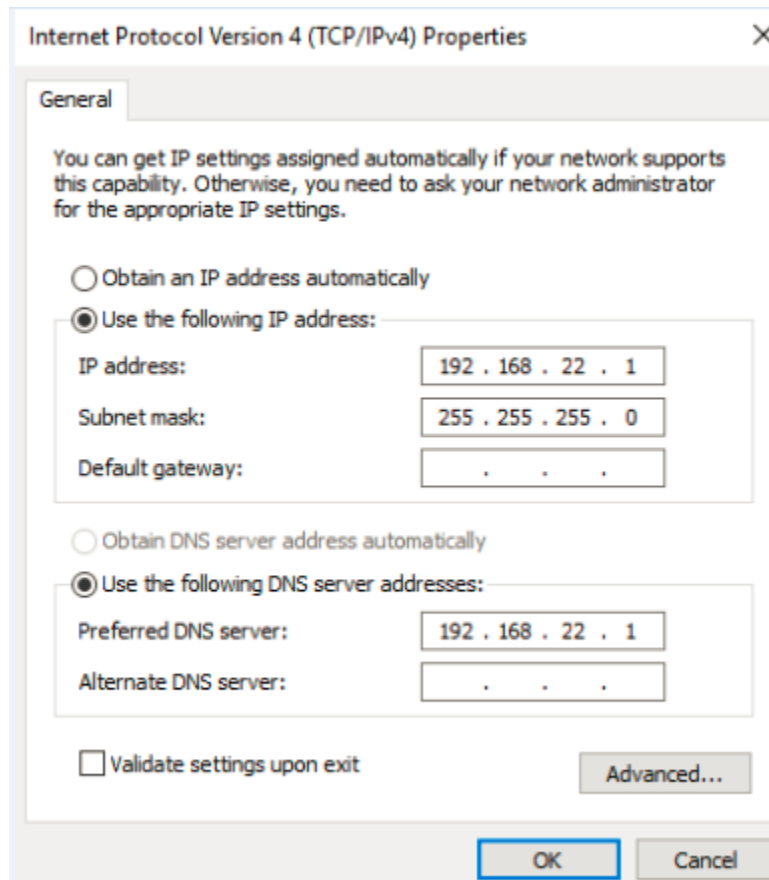 Internet Protocol Version 4 (TCP/IPv4) Properties
General
You can get IP settings assigned automatically if your network supports
this capability. Otherwise, you need to ask your network administrator
for the appropriate IP settings.
Obtain an IP address automatically
Use the following IP address:
IP address: 192 . 168 . 22 . 1
Subnet mask: 255 . 255 . 255 . 0
Default gateway: . . .
Obtain DNS server address automatically
Use the following DNS server addresses:
Preferred DNS server: 192 . 168 . 22 . 1
Alternate DNS server: . . .
Validate settings upon exit
Advanced...
OK Cancel